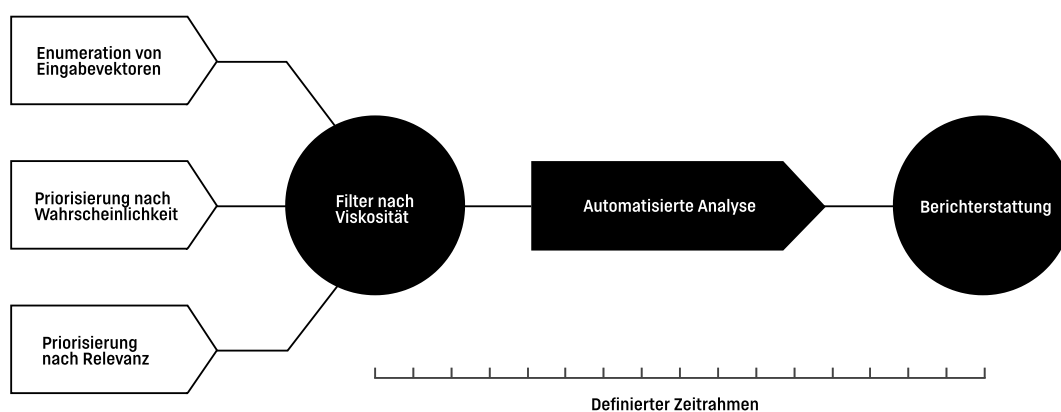 Enumeration von
Eingabevektoren
Priorisierung nach
Wahrscheinlichkeit
Priorisierung
nach Relevanz
Filter nach
Viskosität
Automatisierte Analyse
Berichterstattung
Definierter Zeitrahmen